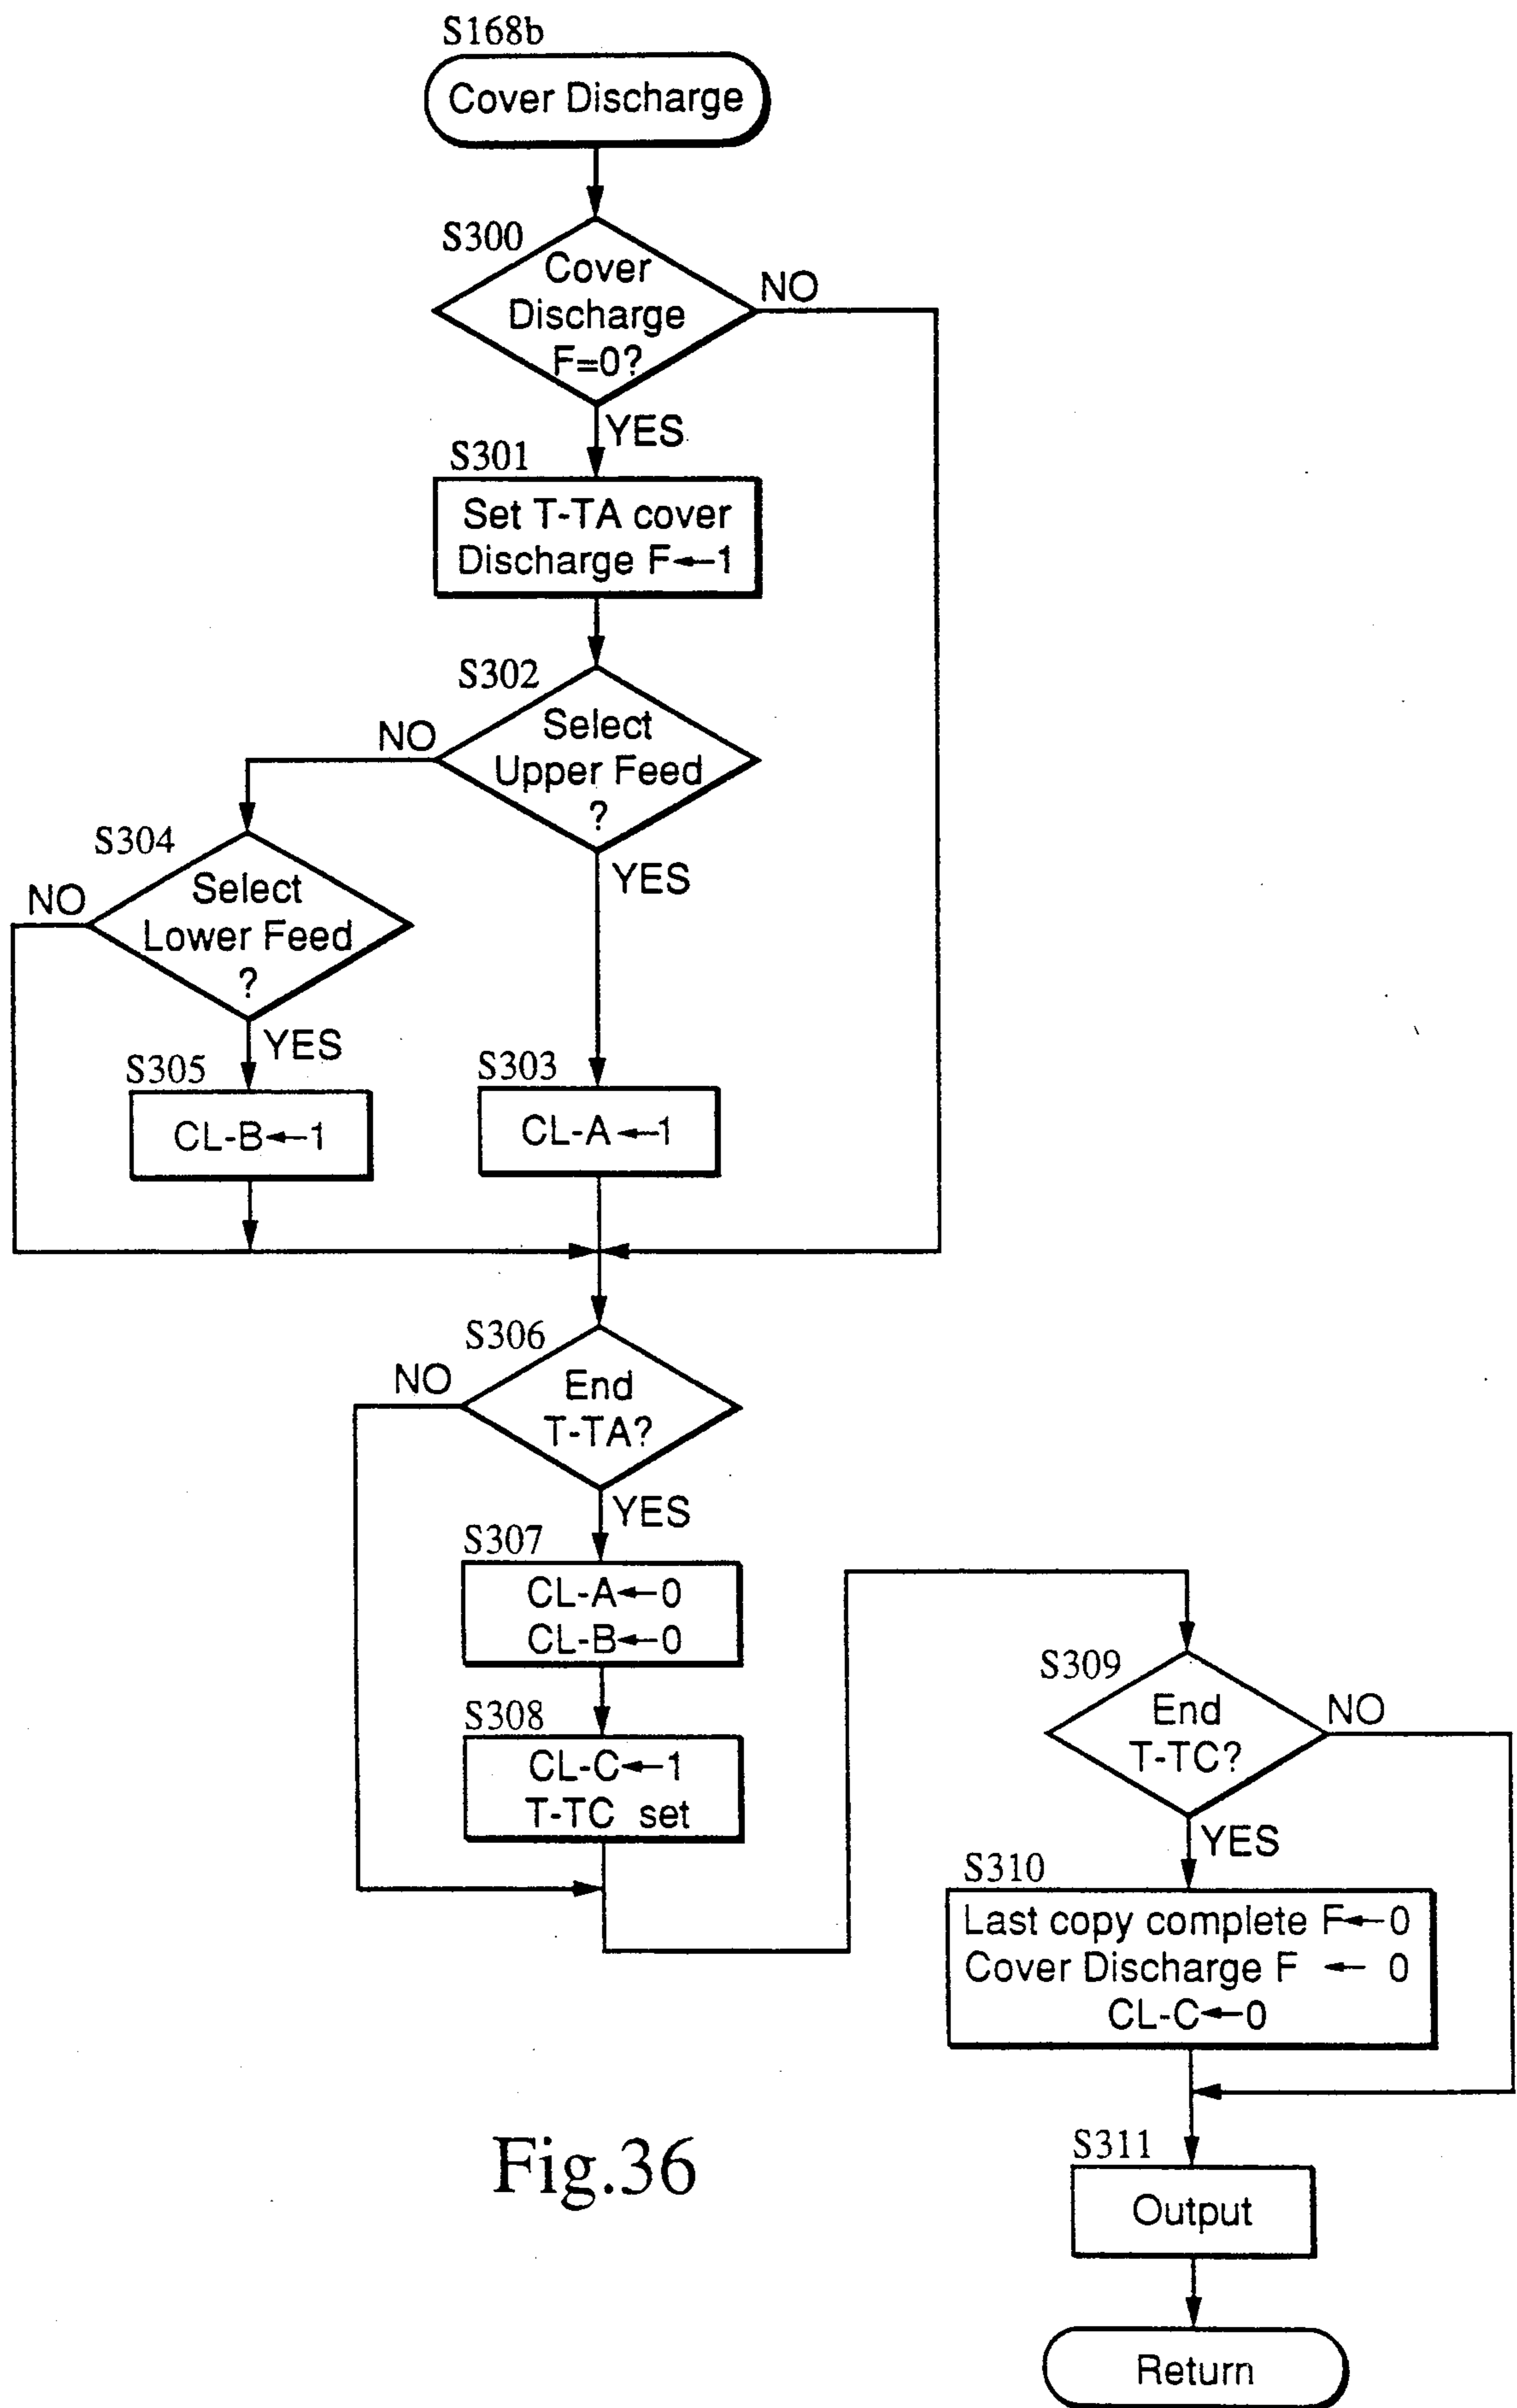 S168b
Cover Discharge
S300
Cover
Discharge
F=0?
NO
YES
S301
Set T-TA cover
Discharge F←1
S302
Select
Upper Feed
?
NO
YES
S304
Select
Lower Feed
?
NO
YES
S305
CL-B←1
S303
CL-A←1
S306
End
T-TA?
NO
YES
S307
CL-A←0
CL-B←0
S308
CL-C←1
T-TC set
S309
End
T-TC?
NO
YES
S310
Last copy complete F←0
Cover Discharge F ← 0
CL-C←0
S311
Output
Return
Fig.36